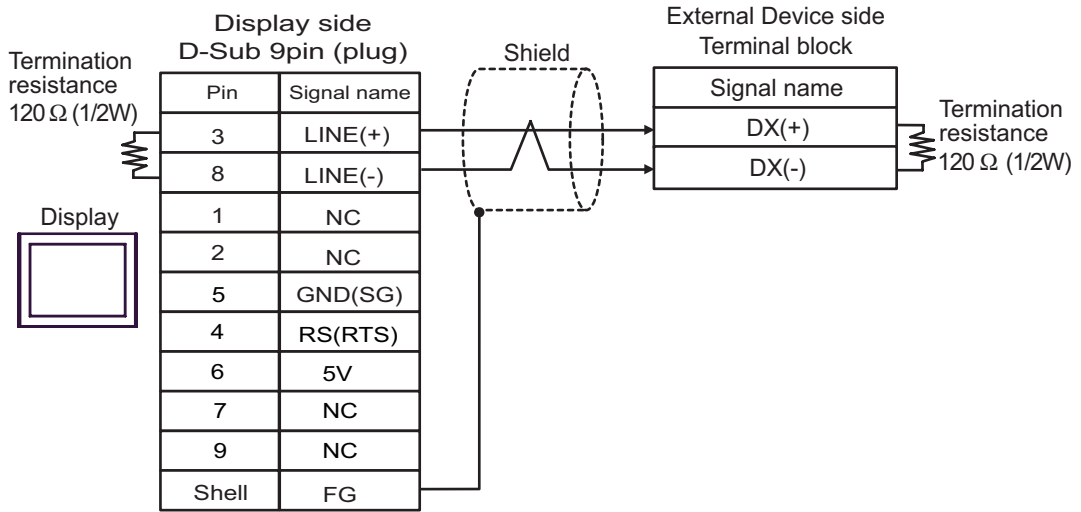 Display side
D-Sub 9pin (plug)
Termination
resistance
120 Ω (1/2W)
Pin Signal name
3 LINE(+)
8 LINE(-)
1 NC
2 NC
5 GND(SG)
4 RS(RTS)
6 5V
7 NC
9 NC
Shell FG
Display
Shield
External Device side
Terminal block
Signal name
DX(+)
DX(-)
Termination
resistance
120 Ω (1/2W)